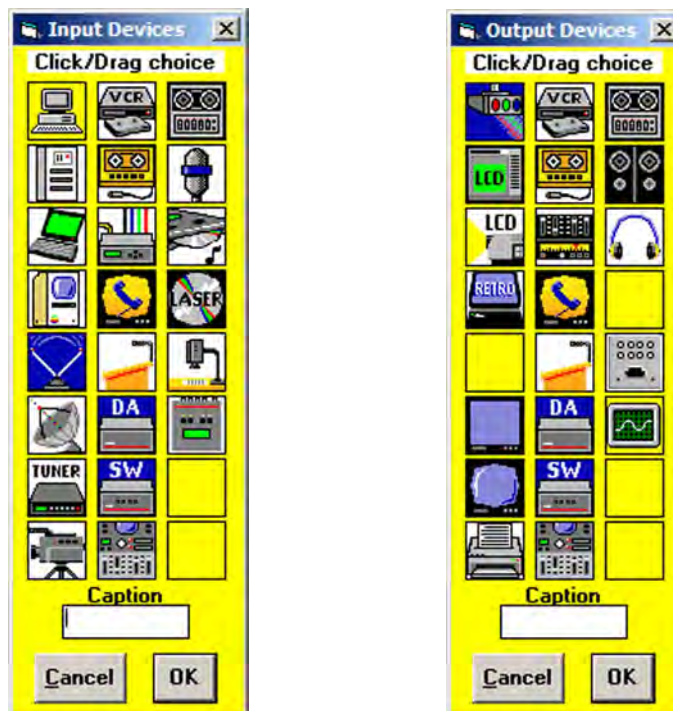 Input Devices
Click/Drag choice
VCR
LASER
DA
TUNER
SW
Caption
Cancel
OK
Output Devices
Click/Drag choice
VCR
LCD
LCD
RETRO
DA
SW
Caption
Cancel
OK